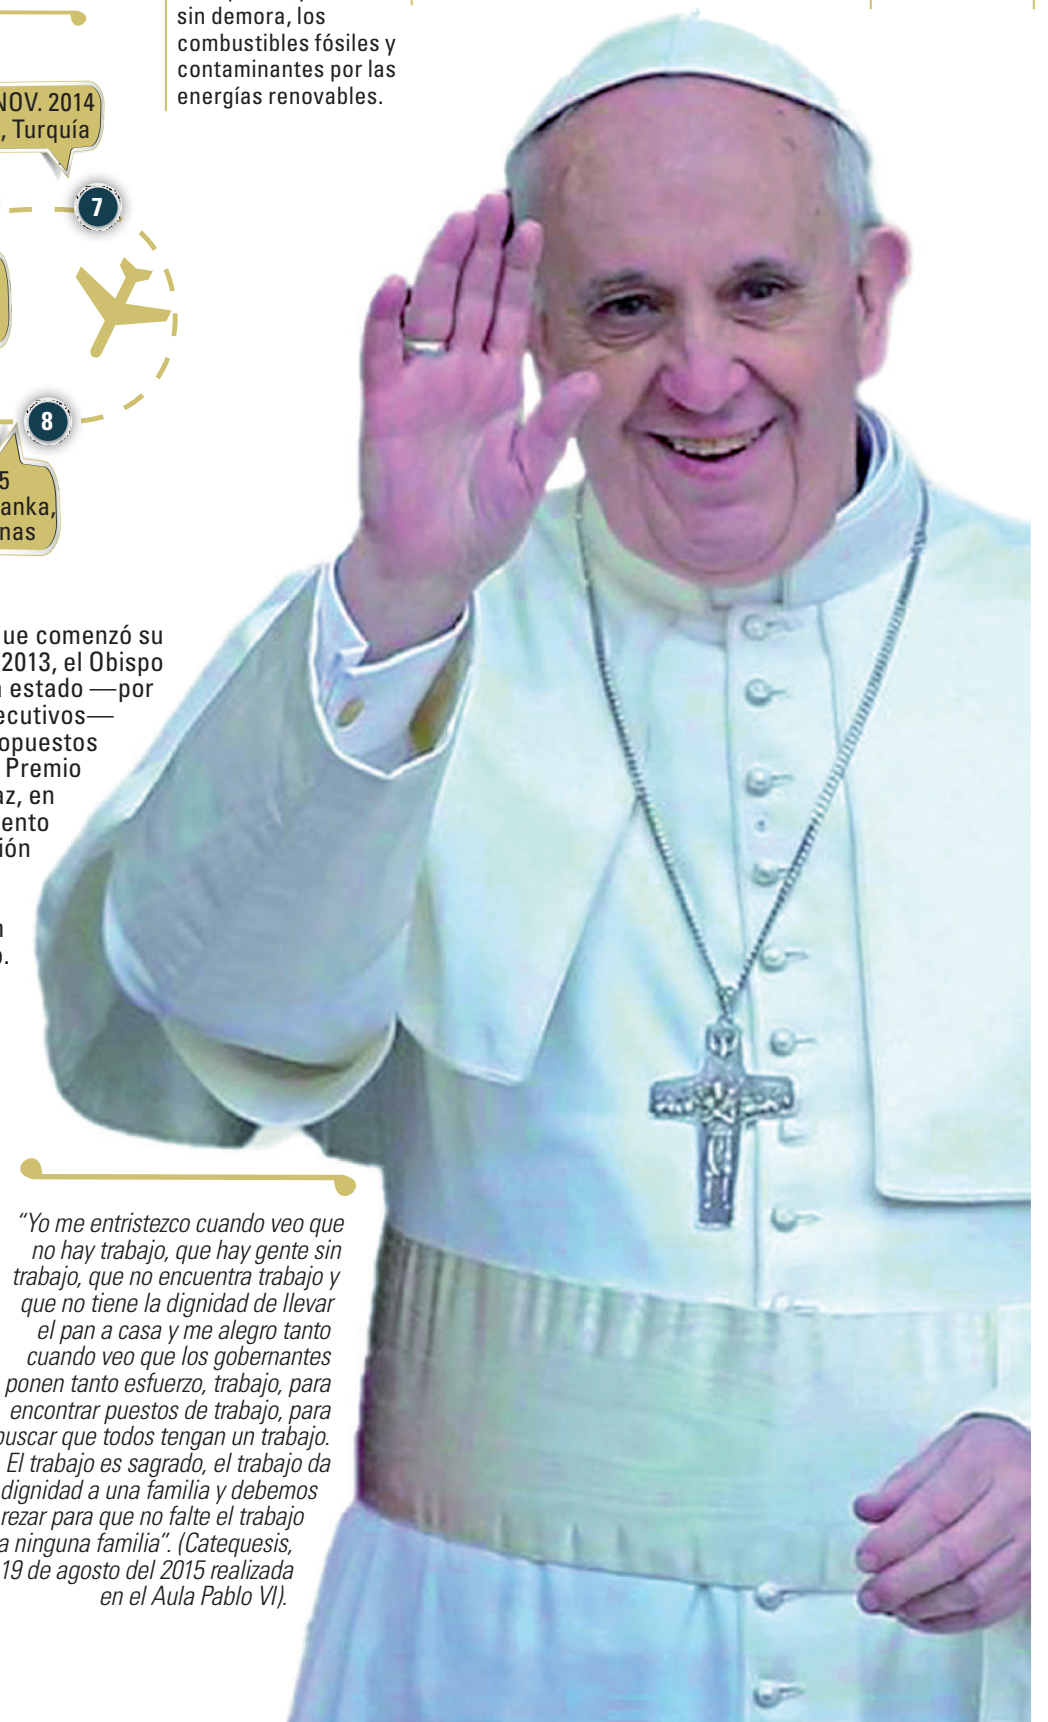 sin demora, los
combustibles fósiles y
contaminantes por las
energías renovables.
NOV. 2014
, Turquía
7
8
5
anka,
nas
ue comenzó su
2013, el Obispo
estado —por
ecutivos—
opuestos
Premio
az, en
ento
ión
o.
“Yo me entristezco cuando veo que
no hay trabajo, que hay gente sin
trabajo, que no encuentra trabajo y
que no tiene la dignidad de llevar
el pan a casa y me alegro tanto
cuando veo que los gobernantes
ponen tanto esfuerzo, trabajo, para
encontrar puestos de trabajo, para
buscar que todos tengan un trabajo.
El trabajo es sagrado, el trabajo da
dignidad a una familia y debemos
rezar para que no falte el trabajo
a ninguna familia”. (Catequesis,
19 de agosto del 2015 realizada
en el Aula Pablo VI).